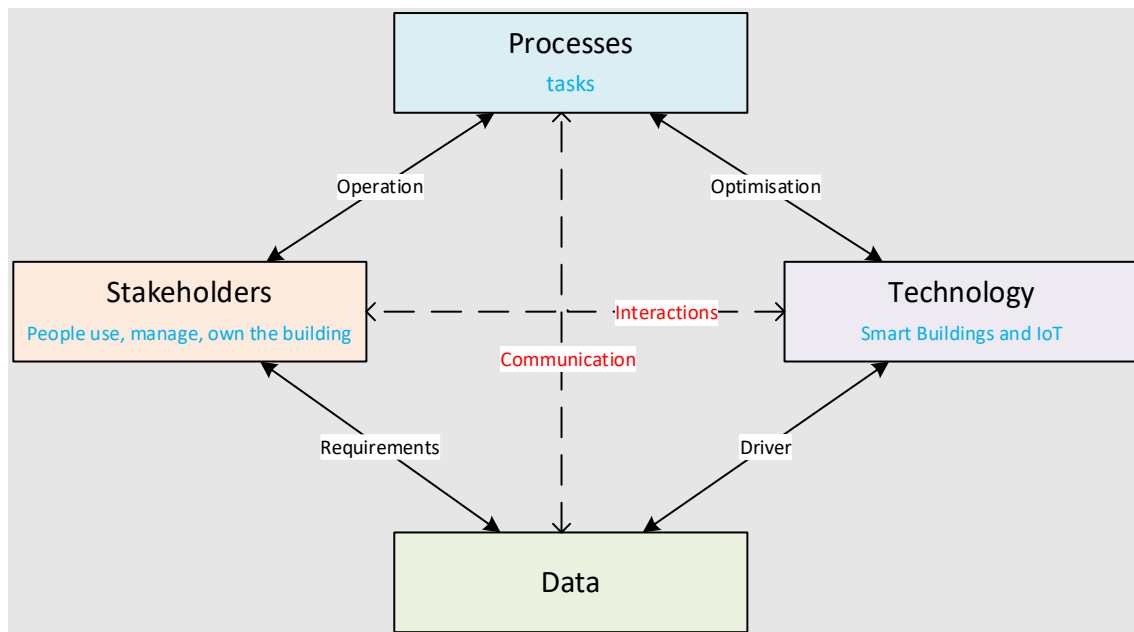 Processes
tasks
Operation
Optimisation
Stakeholders
People use, manage, own the building
Interactions
Technology
Smart Buildings and IoT
Communication
Requirements
Driver
Data